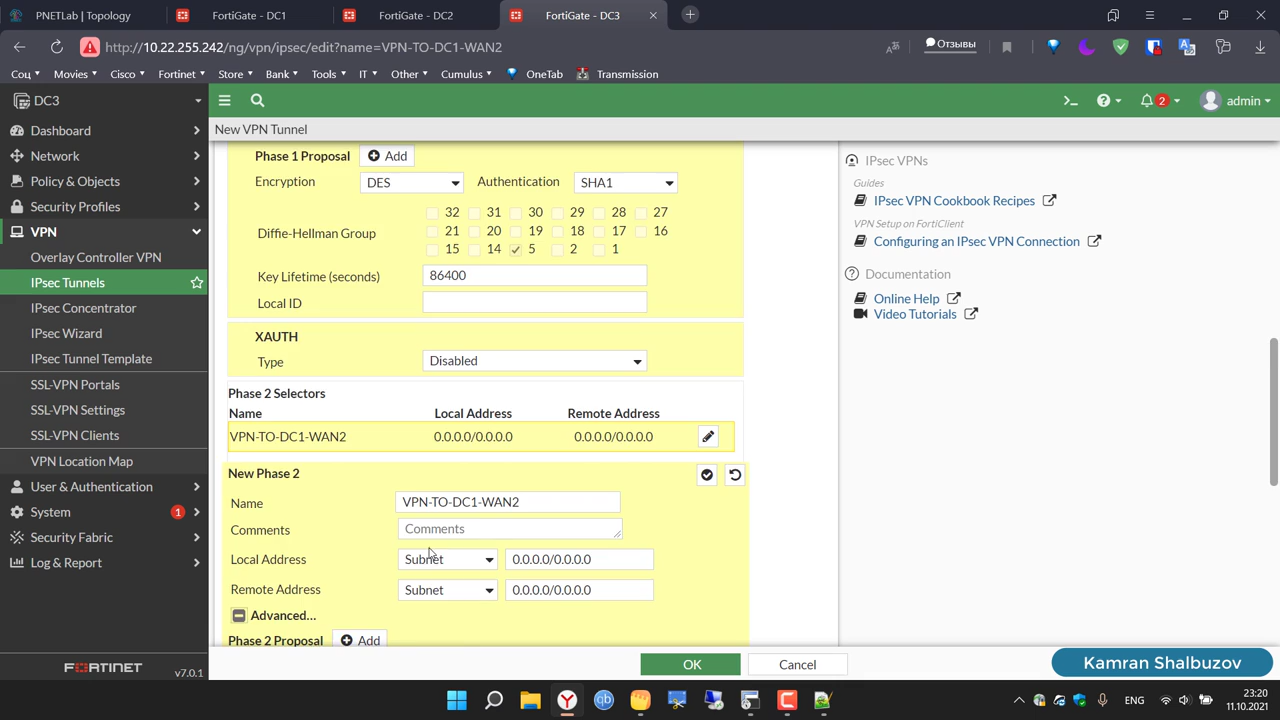 PNETLab | Topology
FortiGate - DC1
FortiGate - DC2
FortiGate - DC3
http://10.22.255.242/ng/vpn/ipsec/edit?name=VPN-TO-DC1-WAN2
Отзывы
Соц
Movies
Cisco
Fortinet
Store
Bank
Tools
IT
Other
Cumulus
OneTab
Transmission
DC3
2
admin
Dashboard
Network
Policy & Objects
Security Profiles
VPN
Overlay Controller VPN
IPsec Tunnels
IPsec Concentrator
IPsec Wizard
IPsec Tunnel Template
SSL-VPN Portals
SSL-VPN Settings
SSL-VPN Clients
VPN Location Map
User & Authentication
System
1
Security Fabric
Log & Report
FORTINET
v7.0.1
New VPN Tunnel
Phase 1 Proposal
Add
Encryption
DES
Authentication
SHA1
Diffie-Hellman Group
32 31 30 29 28 27
21 20 19 18 17 16
15 14 5 2 1
Key Lifetime (seconds)
86400
Local ID
XAUTH
Type
Disabled
Phase 2 Selectors
Name Local Address Remote Address
VPN-TO-DC1-WAN2 0.0.0.0/0.0.0.0 0.0.0.0/0.0.0.0
New Phase 2
Name
VPN-TO-DC1-WAN2
Comments
Comments
Local Address
Subnet
0.0.0.0/0.0.0.0
Remote Address
Subnet
0.0.0.0/0.0.0.0
Advanced...
Phase 2 Proposal
Add
OK
Cancel
IPsec VPNs
Guides
IPsec VPN Cookbook Recipes
VPN Setup on FortiClient
Configuring an IPsec VPN Connection
Documentation
Online Help
Video Tutorials
Kamran Shalbuzov
ENG
23:20
11.10.2021